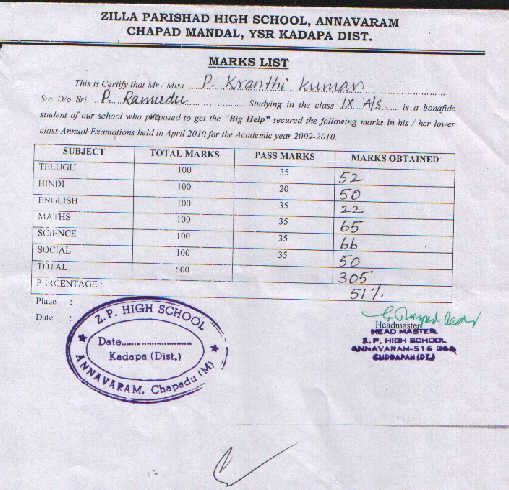 ZILLA PARISHAD HIGH SCHOOL, ANNAVARAM
CHAPAD MANDAL, YSR KADAPA DIST.
MARKS LIST
This is Certify that Mr / Miss P. Kranthi kumar
S/o. D/o Sri P. Ramudu Studying in the class IX A/S is a bonafide
student of our school who proposed to get the "Big Help" secured the following marks in his / her lower
class Annual Examations held in April 2010 for the Academic year 2009-2010.
SUBJECT TOTAL MARKS PASS MARKS MARKS OBTAINED
TELUGU 100 35 52
HINDI 100 20 50
ENGLISH 100 35 22
MATHS 100 35 65
SCIENCE 100 35 66
SOCIAL 100 35 50
TOTAL 600 305
PERCENTAGE : 51%
Place :
Date :
Z.P. HIGH SCHOOL
Date
Kadapa (Dist.)
ANNAVARAM, Chapadu (M)
Headmaster
HEAD MASTER
Z. P. HIGH SCHOOL
ANNAVARAM-516
CUDDAPAH(DT)